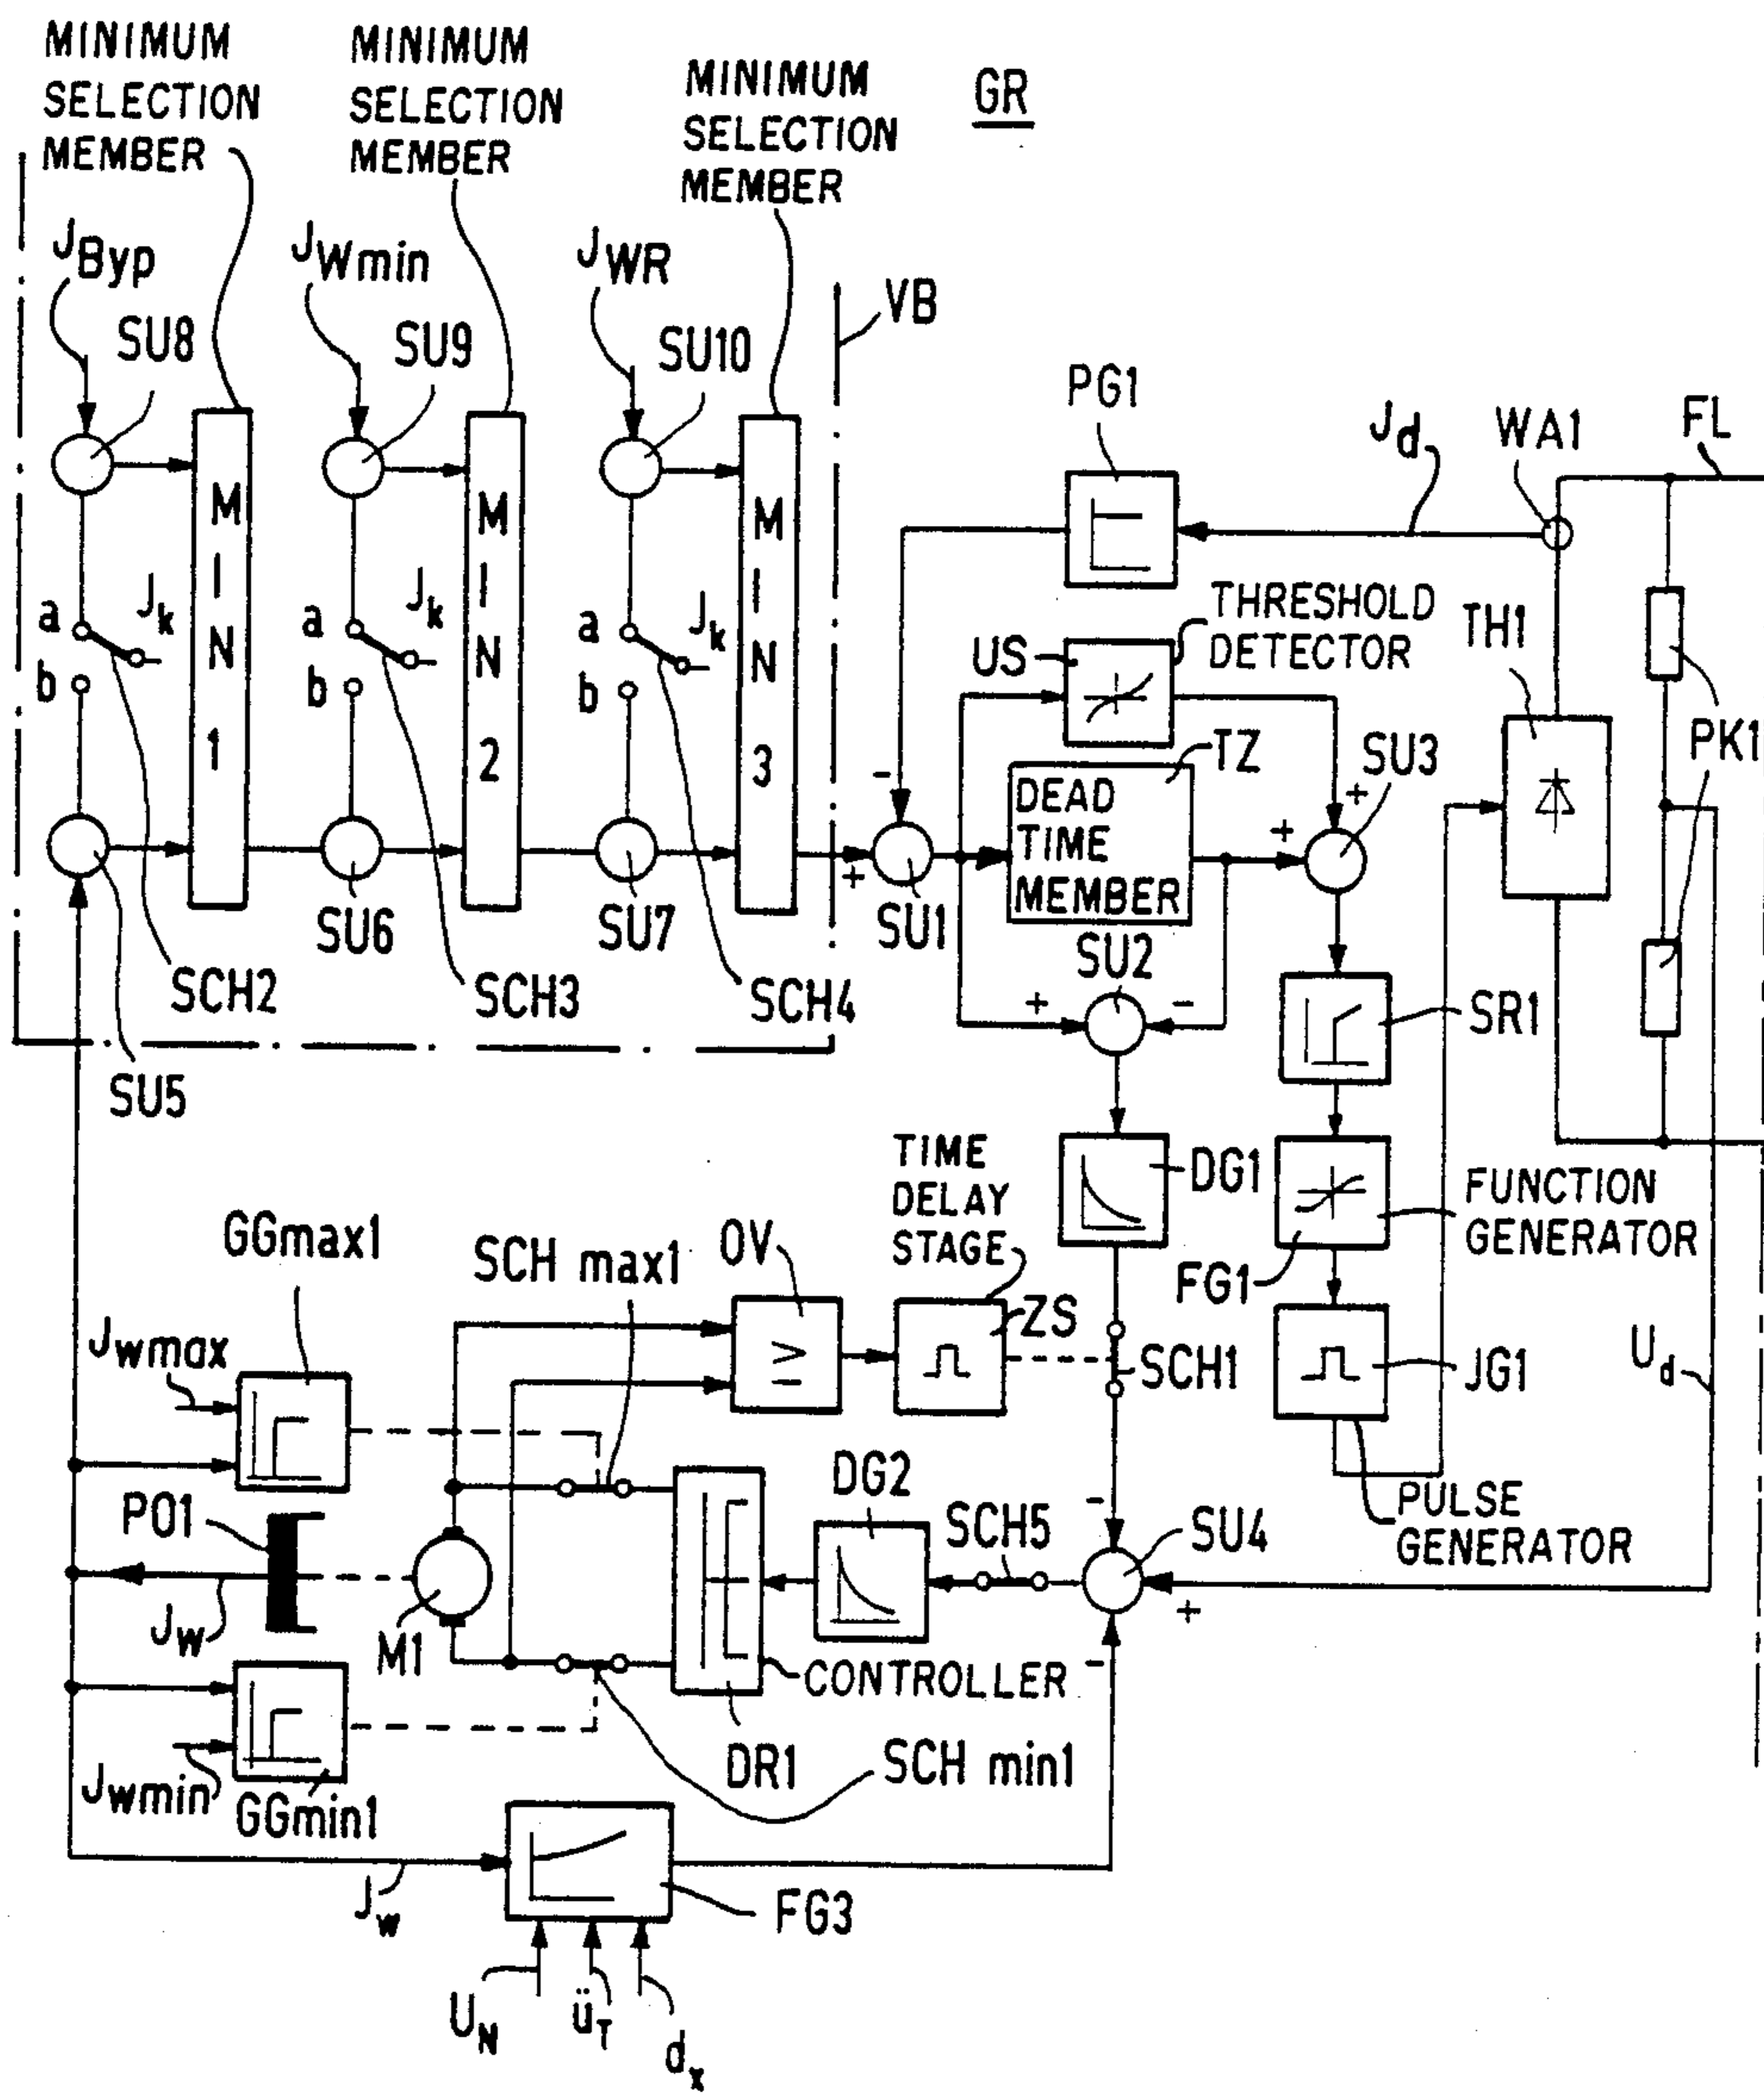 MINIMUM
SELECTION
MEMBER
MINIMUM
SELECTION
MEMBER
MINIMUM
SELECTION
MEMBER
GR
JByp
JWmin
JWR
VB
SU8
SU9
SU10
PG1
Jd
WA1
FL
M
I
N
1
M
I
N
2
M
I
N
3
a
b
Jk
a
b
Jk
a
b
Jk
US
THRESHOLD
DETECTOR
TH1
PK1
TZ
SU3
DEAD
TIME
MEMBER
-
+
+
+
SU6
SU7
SU1
SU2
+
-
SCH2
SCH3
SCH4
SR1
SU5
TIME
DELAY
STAGE
DG1
FUNCTION
GENERATOR
FG1
GGmax1
SCH max1
OV
≥
ZS
SCH1
JG1
Ud
Jwmax
PO1
DG2
SCH5
-
SU4
PULSE
GENERATOR
+
-
Jw
M1
CONTROLLER
Jwmin
GGmin1
DR1
SCH min1
Jw
FG3
UN
üT
dx